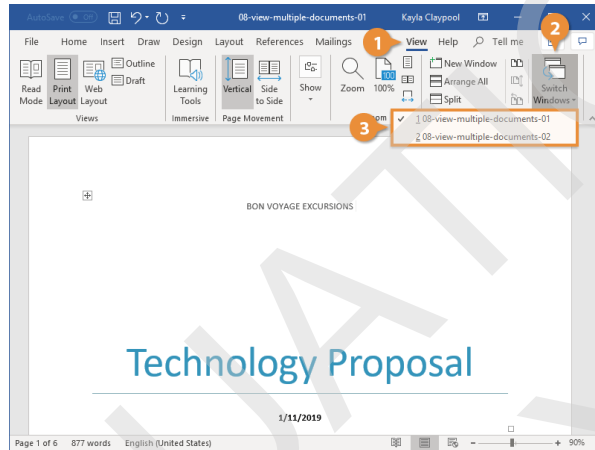 AutoSave Off 08-view-multiple-documents-01 Kayla Claypool
File Home Insert Draw Design Layout References Mailings View Help Tell me
1
2
Read Mode
Print Layout
Web Layout
Outline
Draft
Views
Learning Tools
Immersive
Vertical
Side to Side
Page Movement
Show
Zoom
100
100%
New Window
Arrange All
Split
Switch Windows
3
1 08-view-multiple-documents-01
2 08-view-multiple-documents-02
BON VOYAGE EXCURSIONS
Technology Proposal
1/11/2019
Page 1 of 6 877 words English (United States) 90%